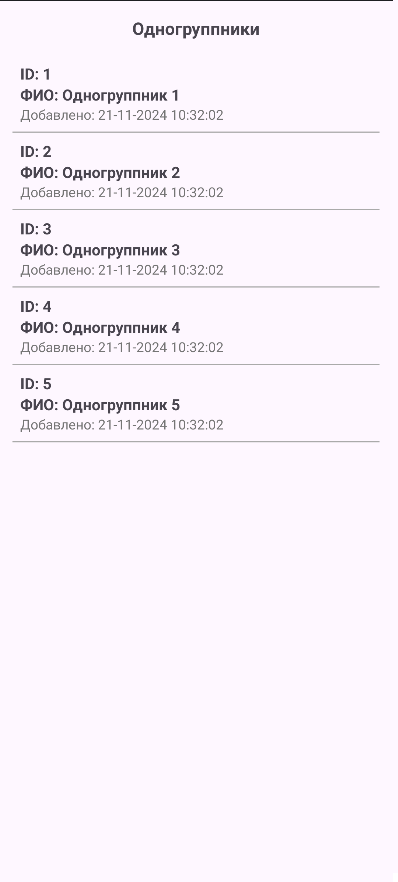 Одногруппники
ID: 1
ФИО: Одногруппник 1
Добавлено: 21-11-2024 10:32:02
ID: 2
ФИО: Одногруппник 2
Добавлено: 21-11-2024 10:32:02
ID: 3
ФИО: Одногруппник 3
Добавлено: 21-11-2024 10:32:02
ID: 4
ФИО: Одногруппник 4
Добавлено: 21-11-2024 10:32:02
ID: 5
ФИО: Одногруппник 5
Добавлено: 21-11-2024 10:32:02